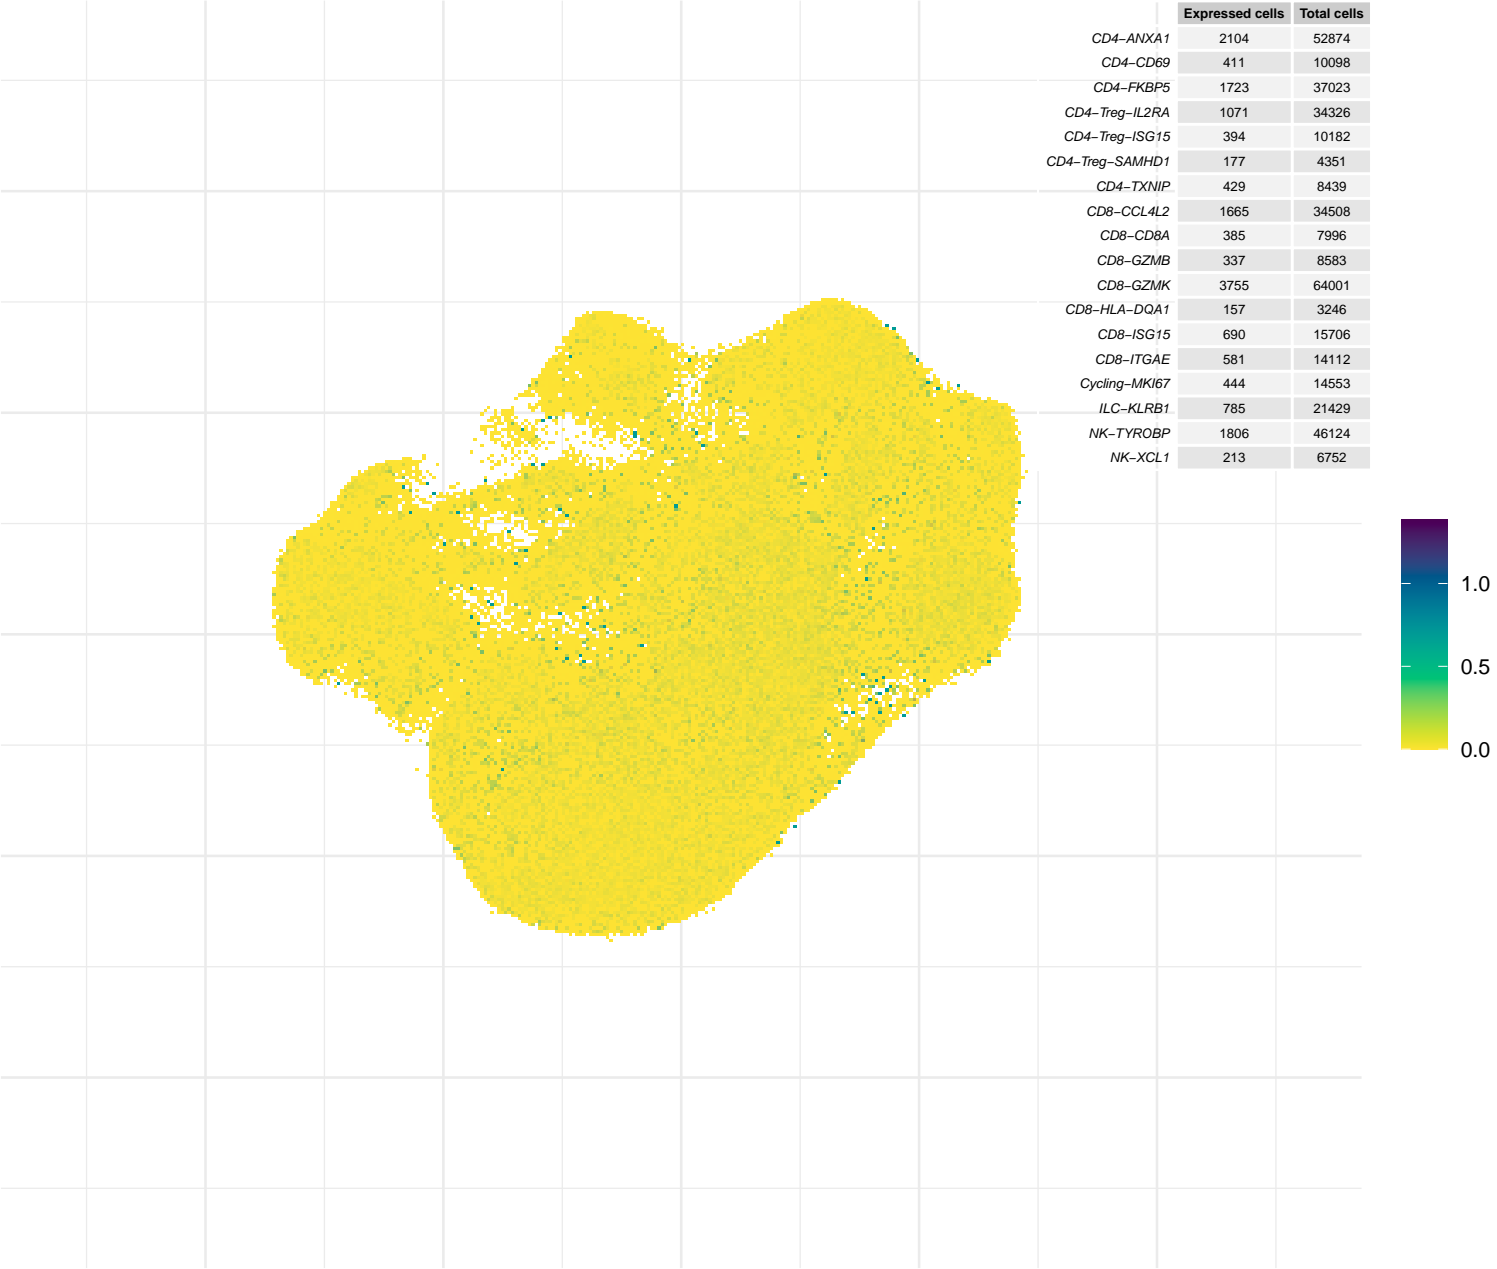 Expressed cells Total cells
CD4−ANXA1 2104 52874
CD4−CD69 411 10098
CD4−FKBP5 1723 37023
CD4−Treg−IL2RA 1071 34326
CD4−Treg−ISG15 394 10182
CD4−Treg−SAMHD1 177 4351
CD4−TXNIP 429 8439
CD8−CCL4L2 1665 34508
CD8−CD8A 385 7996
CD8−GZMB 337 8583
CD8−GZMK 3755 64001
CD8−HLA−DQA1 157 3246
CD8−ISG15 690 15706
CD8−ITGAE 581 14112
Cycling−MKI67 444 14553
ILC−KLRB1 785 21429
NK−TYROBP 1806 46124
NK−XCL1 213 6752
1.0
0.5
0.0